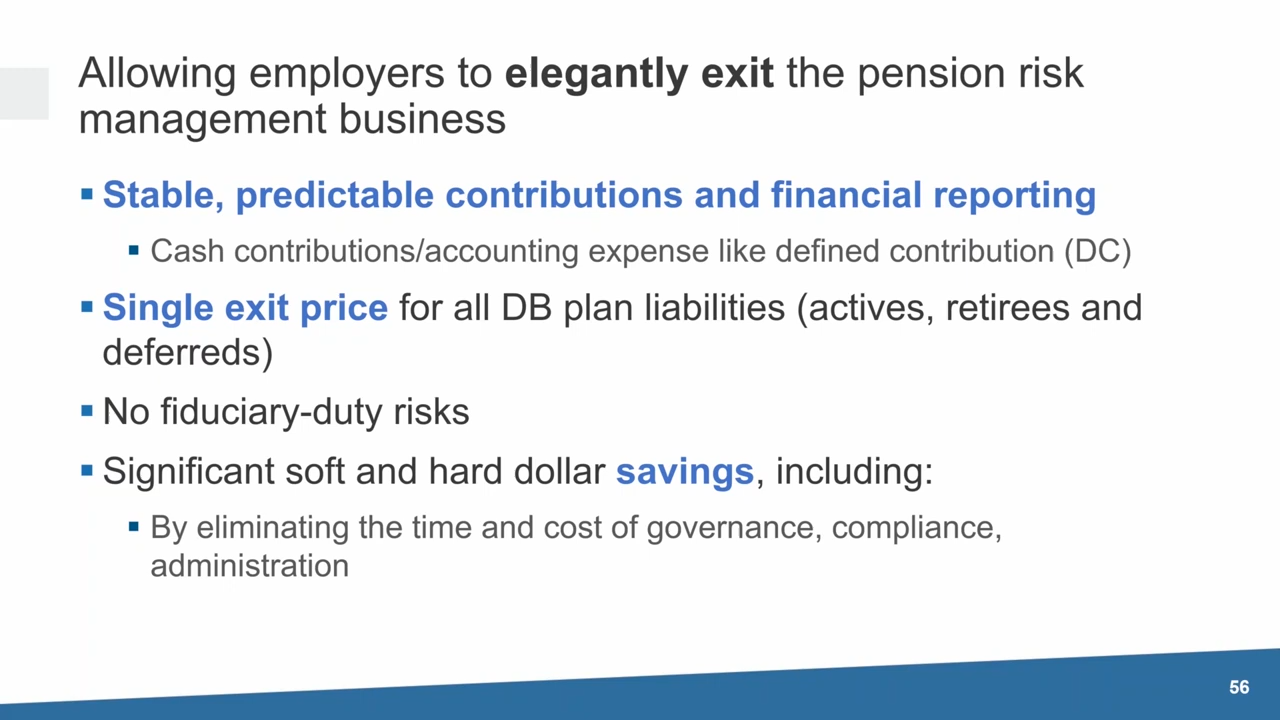 Allowing employers to elegantly exit the pension risk
management business
Stable, predictable contributions and financial reporting
Cash contributions/accounting expense like defined contribution (DC)
Single exit price for all DB plan liabilities (actives, retirees and
deferreds)
No fiduciary-duty risks
Significant soft and hard dollar savings, including:
By eliminating the time and cost of governance, compliance,
administration
56